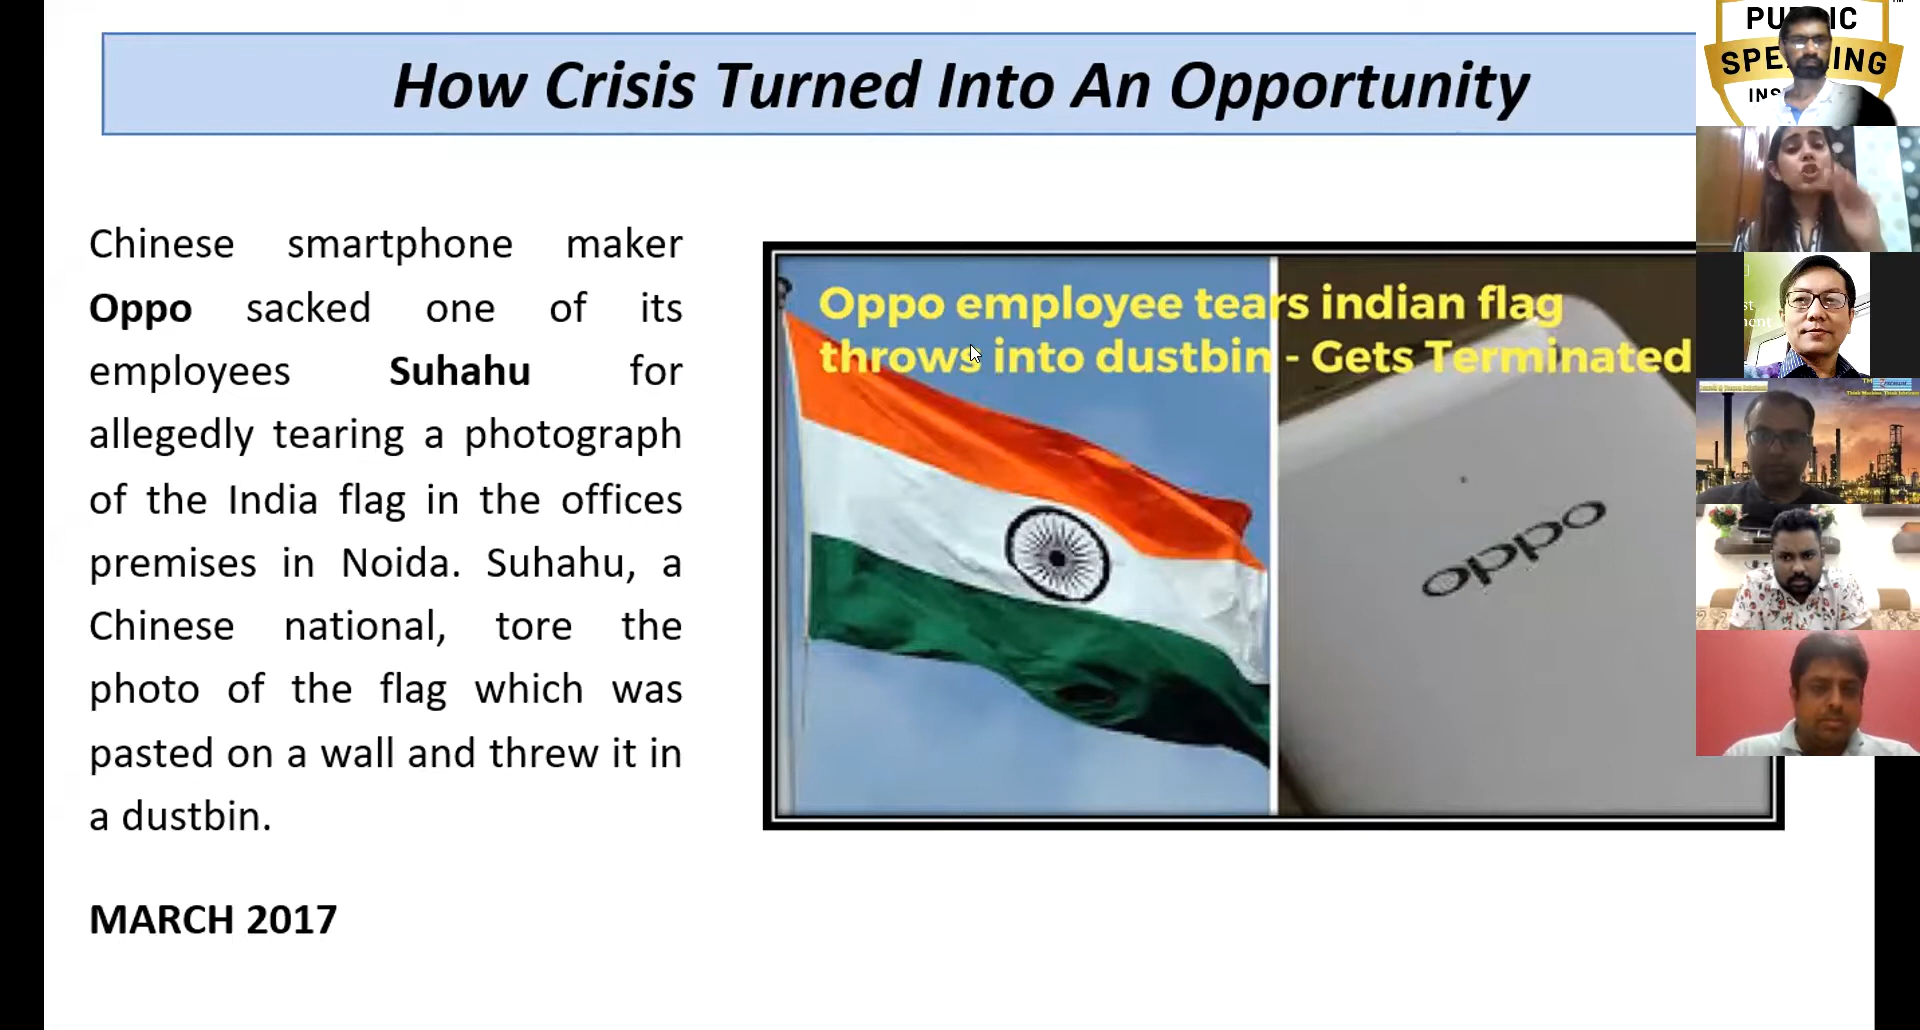 How Crisis Turned Into An Opportunity
Chinese smartphone maker
Oppo sacked one of its
employees Suhahu for
allegedly tearing a photograph
of the India flag in the offices
premises in Noida. Suhahu, a
Chinese national, tore the
photo of the flag which was
pasted on a wall and threw it in
a dustbin.
MARCH 2017
Oppo employee tears indian flag
throws into dustbin - Gets Terminated
oppo
PUBLIC
SPEAKING